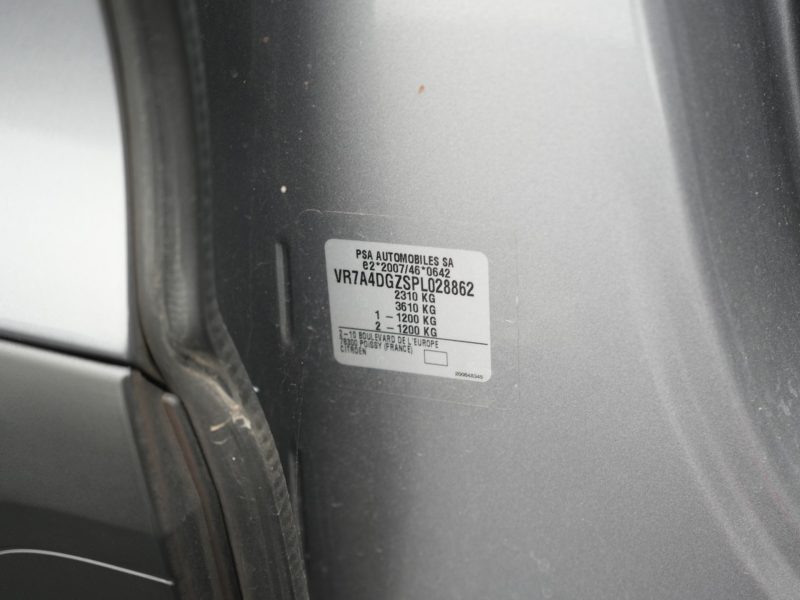 PSA AUTOMOBILES SA
e2*2007/46*0642
VR7A4DGZSPL028862
2310 KG
3610 KG
1 - 1200 KG
2 - 1200 KG
2-10 BOULEVARD DE L'EUROPE
78300 POISSY (FRANCE)
CITROEN